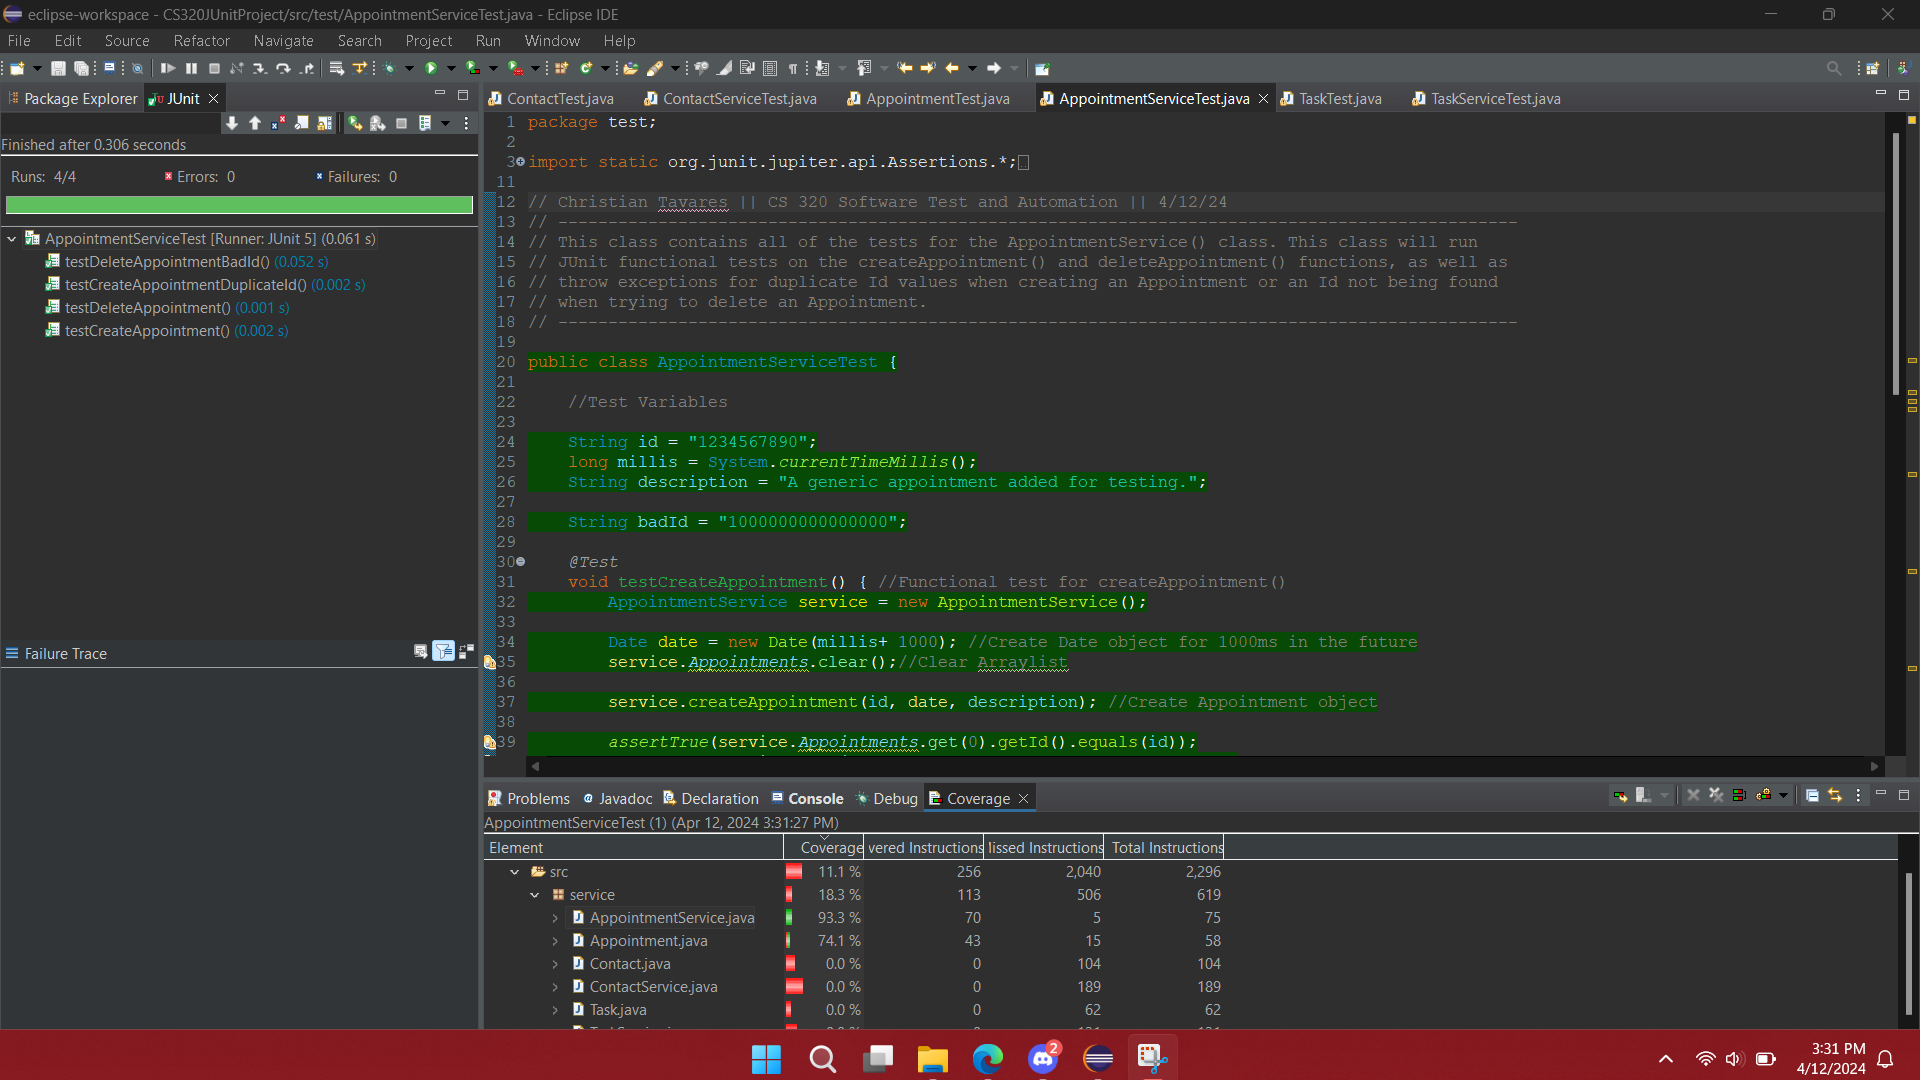 eclipse-workspace - CS320JUnitProject/src/test/AppointmentServiceTest.java - Eclipse IDE
File Edit Source Refactor Navigate Search Project Run Window Help
Package Explorer JUnit
Finished after 0.306 seconds
Runs: 4/4 Errors: 0 Failures: 0
AppointmentServiceTest [Runner: JUnit 5] (0.061 s)
testDeleteAppointmentBadId() (0.052 s)
testCreateAppointmentDuplicateId() (0.002 s)
testDeleteAppointment() (0.001 s)
testCreateAppointment() (0.002 s)
Failure Trace
ContactTest.java ContactServiceTest.java AppointmentTest.java AppointmentServiceTest.java TaskTest.java TaskServiceTest.java
1 package test;
2
3 import static org.junit.jupiter.api.Assertions.*;
11
12 // Christian Tavares || CS 320 Software Test and Automation || 4/12/24
13 // ------------------------------------------------------------------------------------------------
14 // This class contains all of the tests for the AppointmentService() class. This class will run
15 // JUnit functional tests on the createAppointment() and deleteAppointment() functions, as well as
16 // throw exceptions for duplicate Id values when creating an Appointment or an Id not being found
17 // when trying to delete an Appointment.
18 // ------------------------------------------------------------------------------------------------
19
20 public class AppointmentServiceTest {
21
22 //Test Variables
23
24 String id = "1234567890";
25 long millis = System.currentTimeMillis();
26 String description = "A generic appointment added for testing.";
27
28 String badId = "1000000000000000";
29
30 @Test
31 void testCreateAppointment() { //Functional test for createAppointment()
32 AppointmentService service = new AppointmentService();
33
34 Date date = new Date(millis+ 1000); //Create Date object for 1000ms in the future
35 service.Appointments.clear();//Clear Arraylist
36
37 service.createAppointment(id, date, description); //Create Appointment object
38
39 assertTrue(service.Appointments.get(0).getId().equals(id));
Problems Javadoc Declaration Console Debug Coverage
AppointmentServiceTest (1) (Apr 12, 2024 3:31:27 PM)
Element Coverage vered Instructions lissed Instructions Total Instructions
src 11.1 % 256 2,040 2,296
service 18.3 % 113 506 619
AppointmentService.java 93.3 % 70 5 75
Appointment.java 74.1 % 43 15 58
Contact.java 0.0 % 0 104 104
ContactService.java 0.0 % 0 189 189
Task.java 0.0 % 0 62 62
2
3:31 PM
4/12/2024